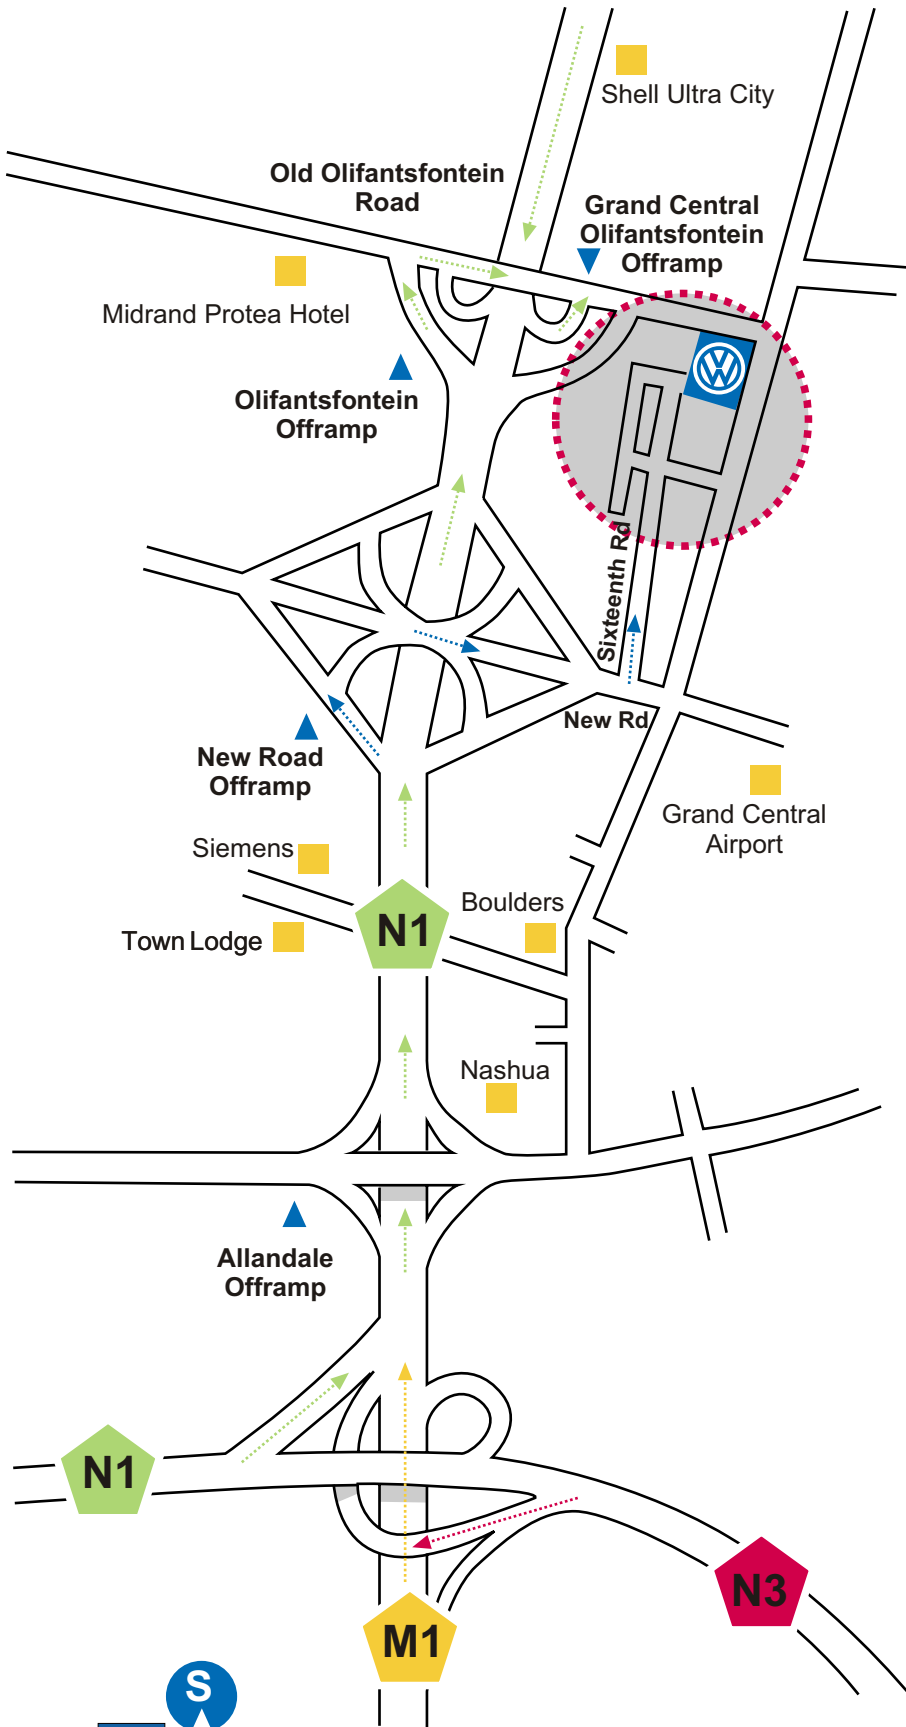 Shell Ultra City
Old Olifantsfontein
Road
Grand Central
Olifantsfontein
Offramp
Midrand Protea Hotel
Olifantsfontein
Offramp
Sixteenth Rd
New Rd
New Road
Offramp
Grand Central
Airport
Siemens
Boulders
N1
Town Lodge
Nashua
Allandale
Offramp
N1
N3
M1
S